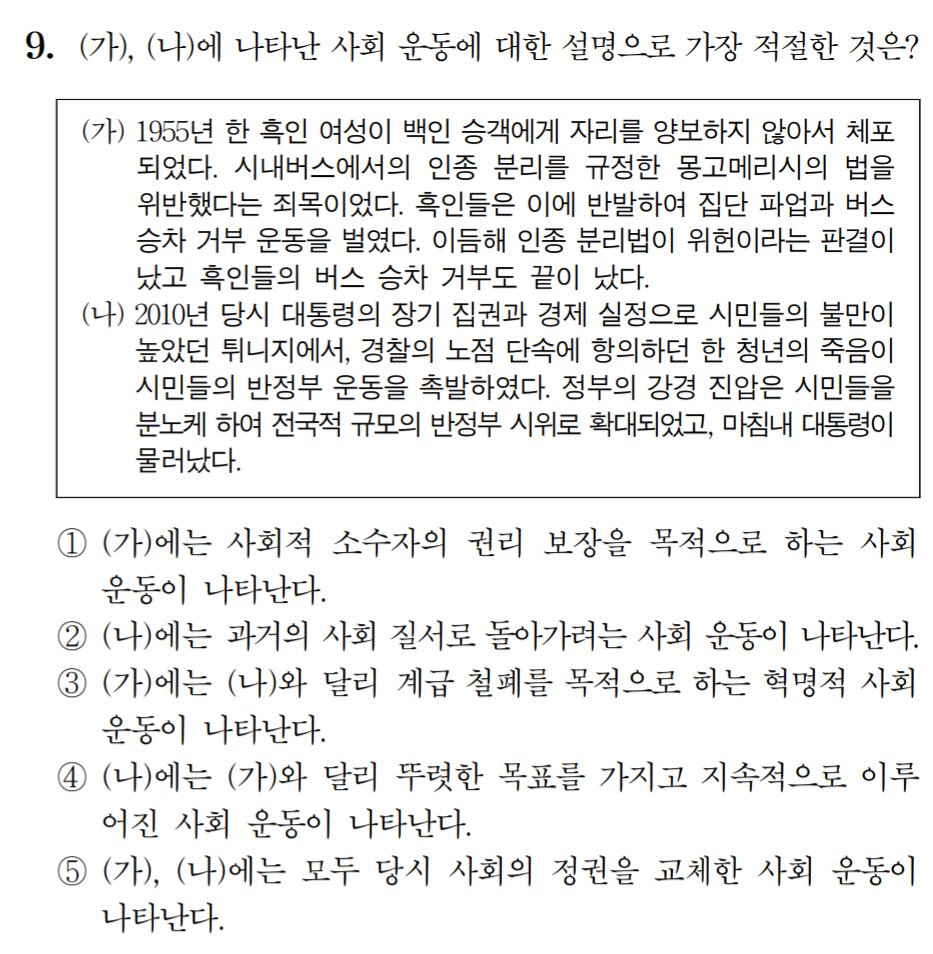 9. (가), (나)에 나타난 사회 운동에 대한 설명으로 가장 적절한 것은?
(가) 1955년 한 흑인 여성이 백인 승객에게 자리를 양보하지 않아서 체포
되었다. 시내버스에서의 인종 분리를 규정한 몽고메리시의 법을
위반했다는 죄목이었다. 흑인들은 이에 반발하여 집단 파업과 버스
승차 거부 운동을 벌였다. 이듬해 인종 분리법이 위헌이라는 판결이
났고 흑인들의 버스 승차 거부도 끝이 났다.
(나) 2010년 당시 대통령의 장기 집권과 경제 실정으로 시민들의 불만이
높았던 튀니지에서, 경찰의 노점 단속에 항의하던 한 청년의 죽음이
시민들의 반정부 운동을 촉발하였다. 정부의 강경 진압은 시민들을
분노케 하여 전국적 규모의 반정부 시위로 확대되었고, 마침내 대통령이
물러났다.
① (가)에는 사회적 소수자의 권리 보장을 목적으로 하는 사회
운동이 나타난다.
② (나)에는 과거의 사회 질서로 돌아가려는 사회 운동이 나타난다.
③ (가)에는 (나)와 달리 계급 철폐를 목적으로 하는 혁명적 사회
운동이 나타난다.
④ (나)에는 (가)와 달리 뚜렷한 목표를 가지고 지속적으로 이루
어진 사회 운동이 나타난다.
⑤ (가), (나)에는 모두 당시 사회의 정권을 교체한 사회 운동이
나타난다.